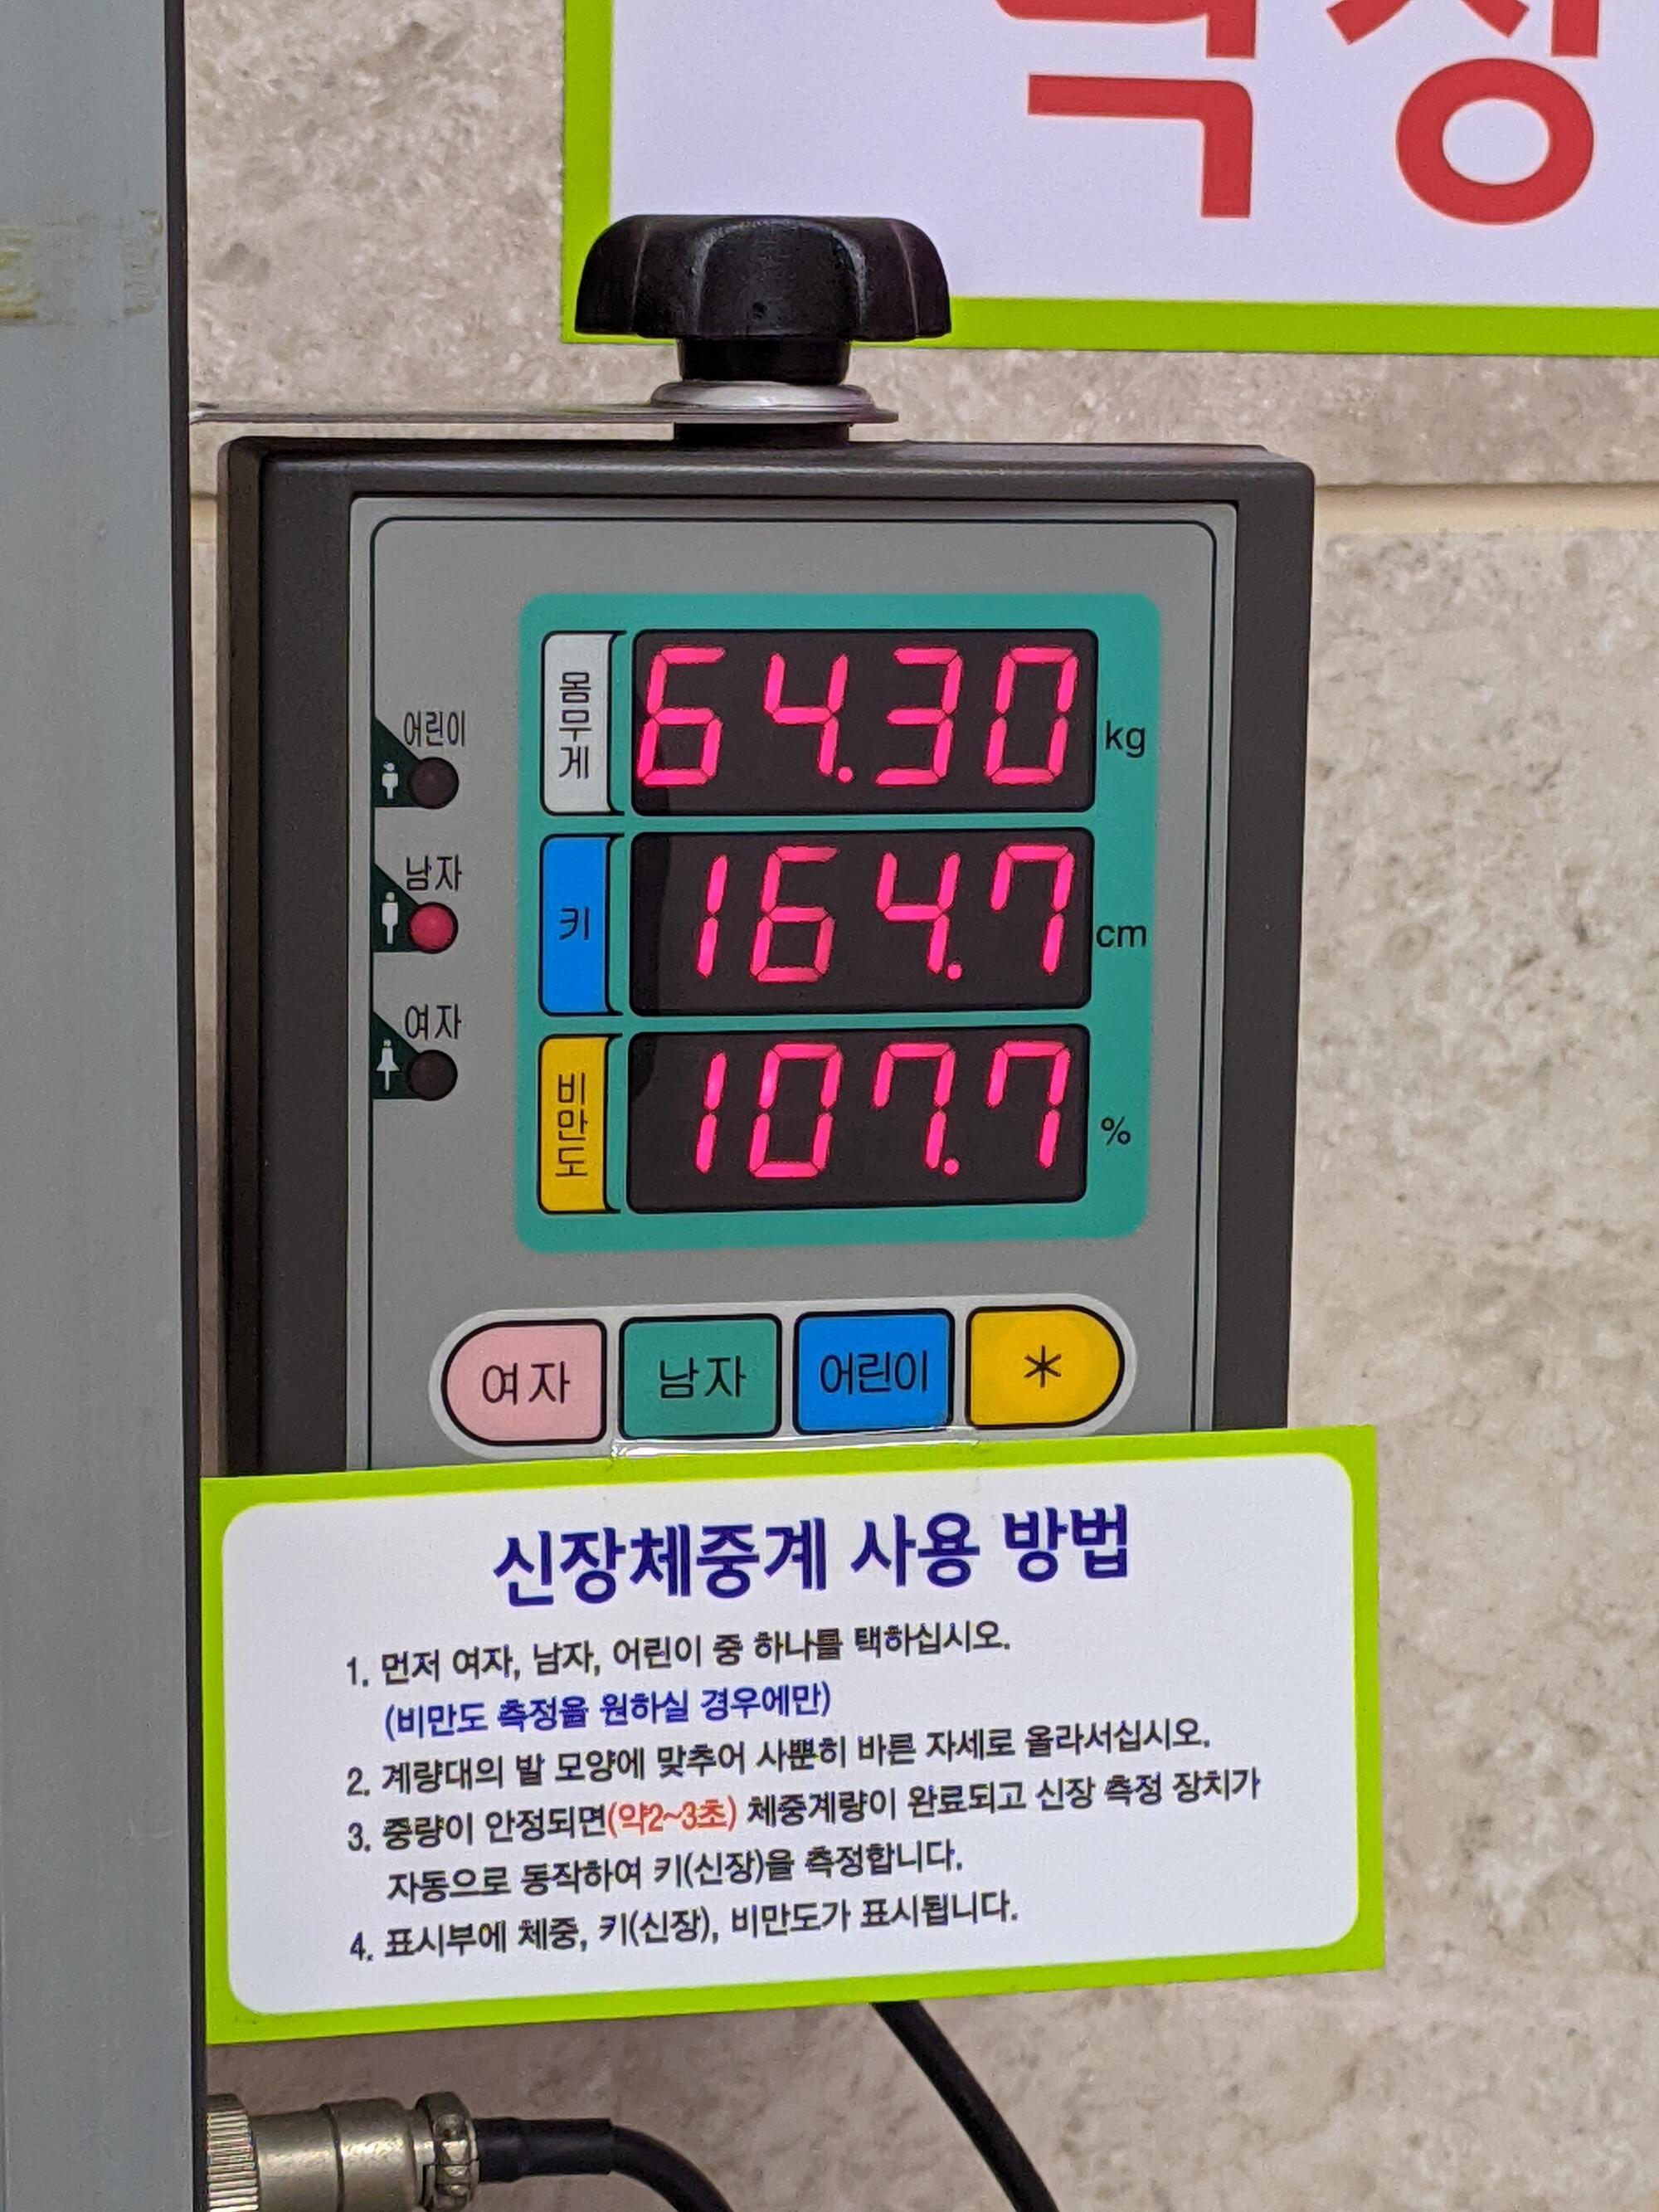 어린이
남자
여자
몸무게
64.30 kg
키
164.7 cm
비만도
107.7 %
여자 남자 어린이 *
신장체중계 사용 방법
1. 먼저 여자, 남자, 어린이 중 하나를 택하십시오.
(비만도 측정을 원하실 경우에만)
2. 계량대의 발 모양에 맞추어 사뿐히 바른 자세로 올라서십시오.
3. 중량이 안정되면(약2~3초) 체중계량이 완료되고 신장 측정 장치가
자동으로 동작하여 키(신장)을 측정합니다.
4. 표시부에 체중, 키(신장), 비만도가 표시됩니다.